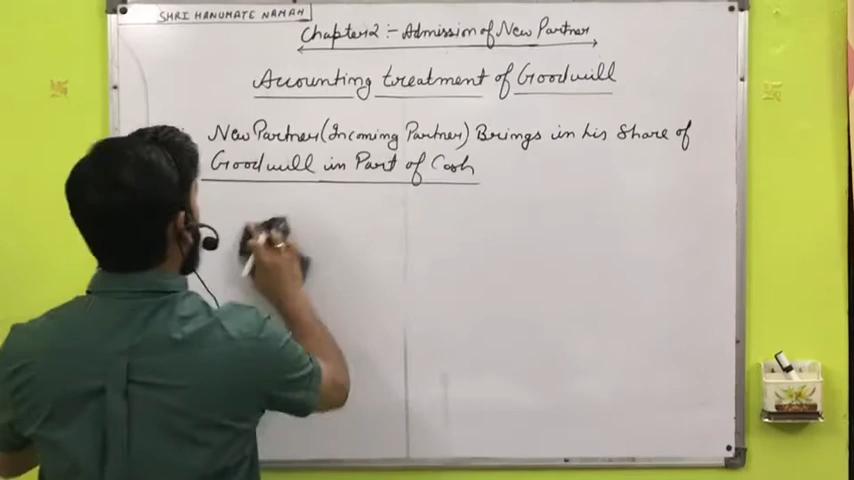 SHRI HANUMATE NAMAH
Chapter 2 :- Admission of New Partner
Accounting treatment of Goodwill
New Partner (Incoming Partner) Brings in his Share of
Goodwill in Part of Cash